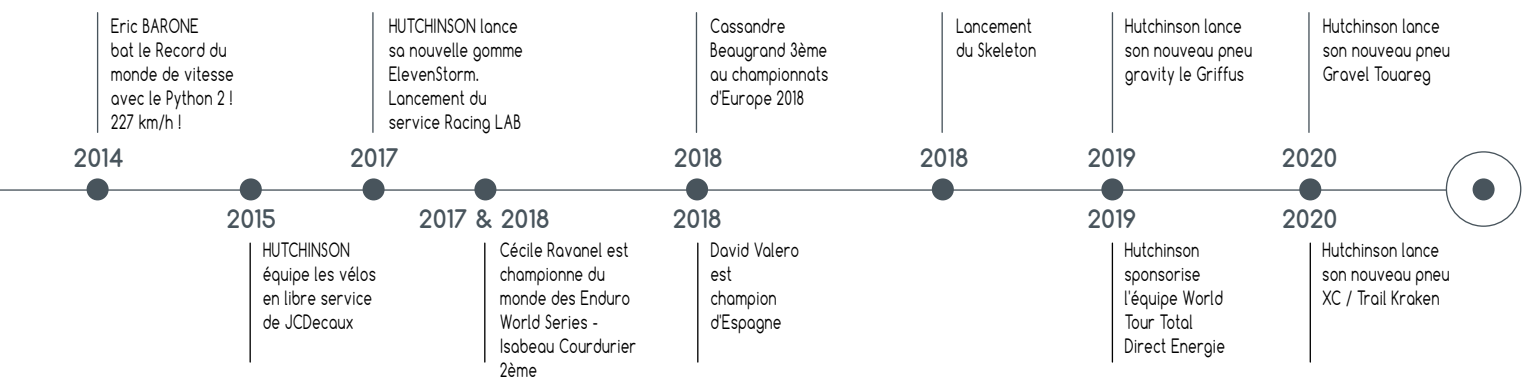 Eric BARONE
bat le Record du
monde de vitesse
avec le Python 2 !
227 km/h !
2014
2015
HUTCHINSON
équipe les vélos
en libre service
de JCDecaux
HUTCHINSON lance
sa nouvelle gomme
ElevenStorm.
Lancement du
service Racing LAB
2017
2017 & 2018
Cécile Ravanel est
championne du
monde des Enduro
World Series -
Isabeau Courdurier
2ème
Cassandre
Beaugrand 3ème
au championnats
d'Europe 2018
2018
2018
David Valero
est
champion
d'Espagne
Lancement
du Skeleton
2018
Hutchinson lance
son nouveau pneu
gravity le Griffus
2019
2019
Hutchinson
sponsorise
l'équipe World
Tour Total
Direct Energie
Hutchinson lance
son nouveau pneu
Gravel Touareg
2020
2020
Hutchinson lance
son nouveau pneu
XC / Trail Kraken